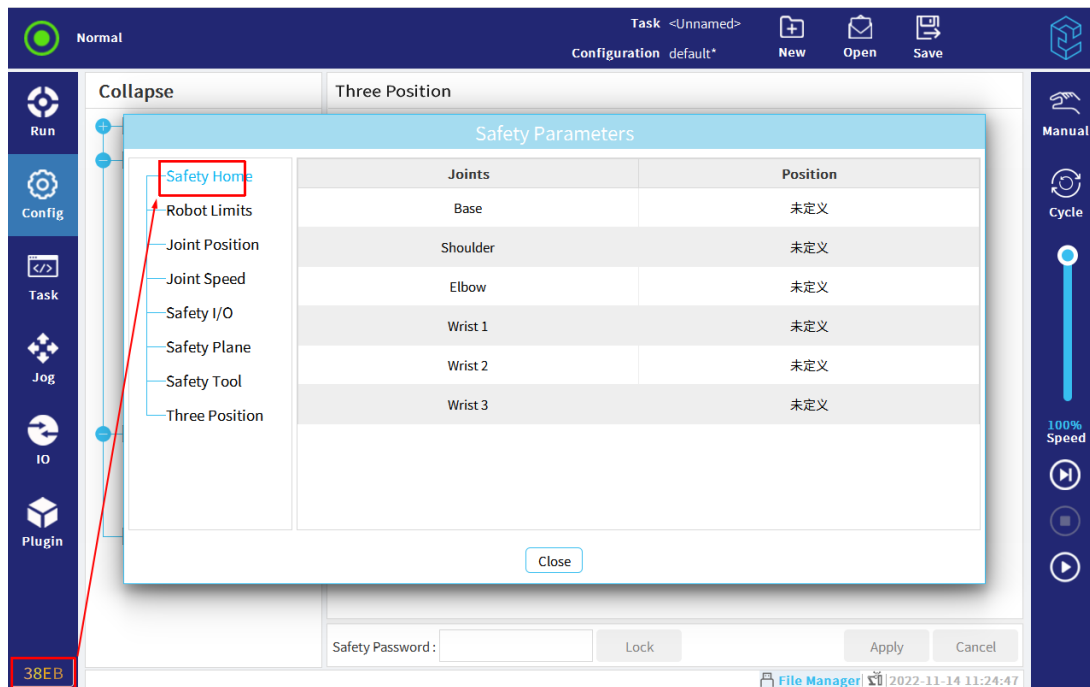 Normal
Task <Unnamed>
Configuration default*
New
Open
Save
Run
Config
Task
Jog
IO
Plugin
38EB
Collapse
Three Position
Safety Parameters
Safety Home
Robot Limits
Joint Position
Joint Speed
Safety I/O
Safety Plane
Safety Tool
Three Position
Joints Position
Base 未定义
Shoulder 未定义
Elbow 未定义
Wrist 1 未定义
Wrist 2 未定义
Wrist 3 未定义
Close
Safety Password :
Lock
Apply
Cancel
File Manager
2022-11-14 11:24:47
Manual
Cycle
100%
Speed